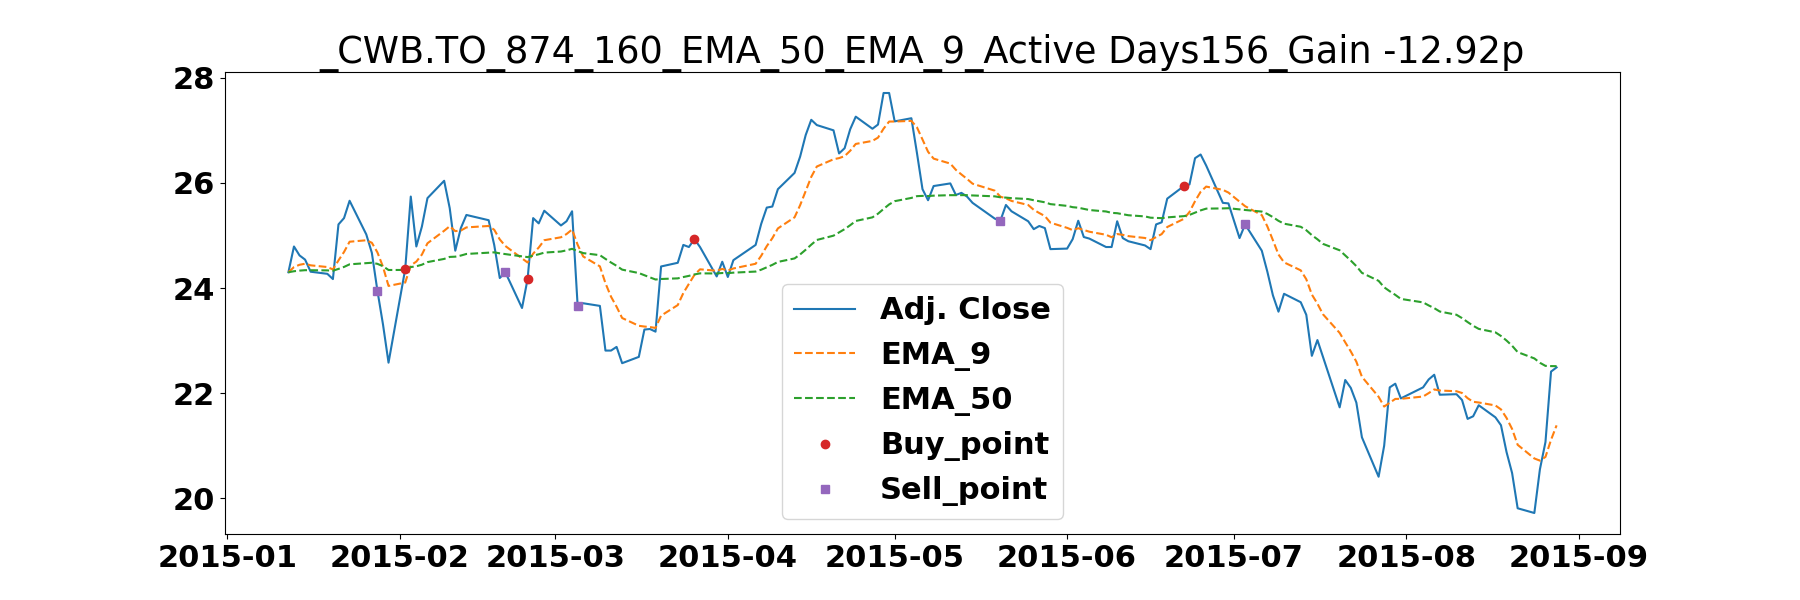 _CWB.TO_874_160_EMA_50_EMA_9_Active Days156_Gain -12.92p
28
26
24
22
20
Adj. Close
EMA_9
EMA_50
Buy_point
Sell_point
2015-01 2015-02 2015-03 2015-04 2015-05 2015-06 2015-07 2015-08 2015-09